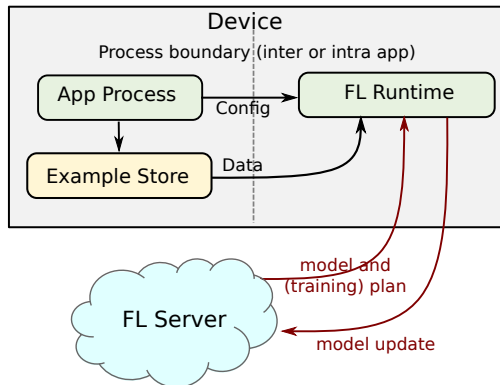 Device
Process boundary (inter or intra app)
App Process
FL Runtime
Config
Example Store
Data
model and
(training) plan
FL Server
model update